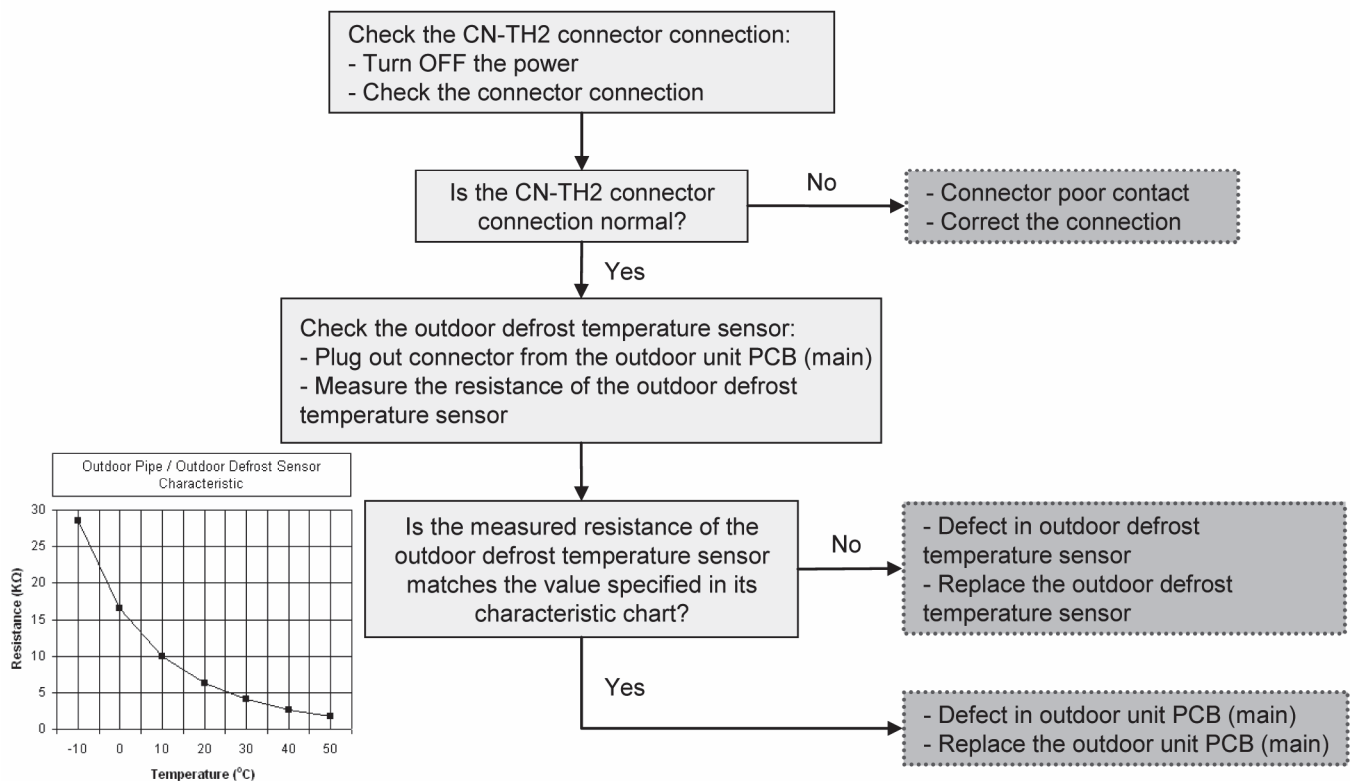 Check the CN-TH2 connector connection:
- Turn OFF the power
- Check the connector connection
Is the CN-TH2 connector
connection normal?
No
- Connector poor contact
- Correct the connection
Yes
Check the outdoor defrost temperature sensor:
- Plug out connector from the outdoor unit PCB (main)
- Measure the resistance of the outdoor defrost
temperature sensor
Outdoor Pipe / Outdoor Defrost Sensor
Characteristic
30
25
20
15
10
5
0
Resistance (KΩ)
-10 0 10 20 30 40 50
Temperature (°C)
Is the measured resistance of the
outdoor defrost temperature sensor
matches the value specified in its
characteristic chart?
No
- Defect in outdoor defrost
temperature sensor
- Replace the outdoor defrost
temperature sensor
Yes
- Defect in outdoor unit PCB (main)
- Replace the outdoor unit PCB (main)